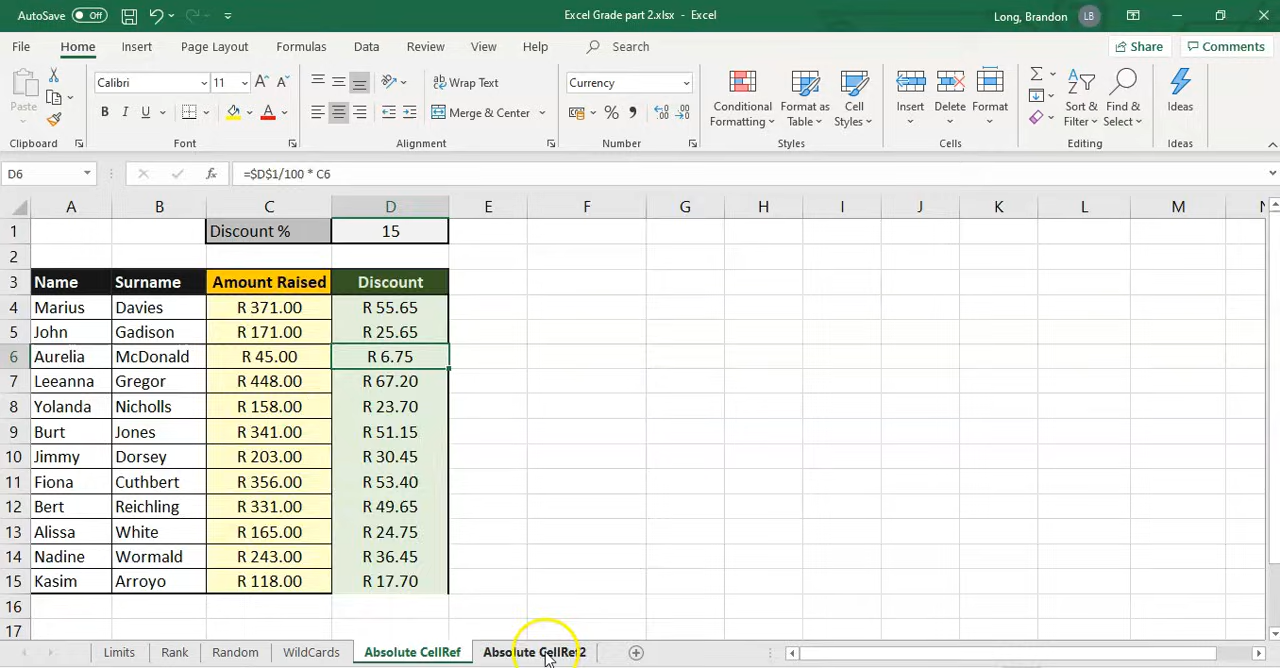 AutoSave Off Excel Grade part 2.xlsx - Excel Long, Brandon LB
File Home Insert Page Layout Formulas Data Review View Help Search Share Comments
Paste Calibri 11 A A ab Wrap Text Currency Conditional Formatting Format as Table Cell Styles Insert Delete Format Sort & Filter Find & Select Ideas
B I U A Merge & Center % ,
Clipboard Font Alignment Number Styles Cells Editing Ideas
D6 fx =$D$1/100 * C6
A B C D E F G H I J K L M N
1 Discount % 15
2
3 Name Surname Amount Raised Discount
4 Marius Davies R 371.00 R 55.65
5 John Gadison R 171.00 R 25.65
6 Aurelia McDonald R 45.00 R 6.75
7 Leeanna Gregor R 448.00 R 67.20
8 Yolanda Nicholls R 158.00 R 23.70
9 Burt Jones R 341.00 R 51.15
10 Jimmy Dorsey R 203.00 R 30.45
11 Fiona Cuthbert R 356.00 R 53.40
12 Bert Reichling R 331.00 R 49.65
13 Alissa White R 165.00 R 24.75
14 Nadine Wormald R 243.00 R 36.45
15 Kasim Arroyo R 118.00 R 17.70
16
17
Limits Rank Random WildCards Absolute CellRef Absolute CellRef2